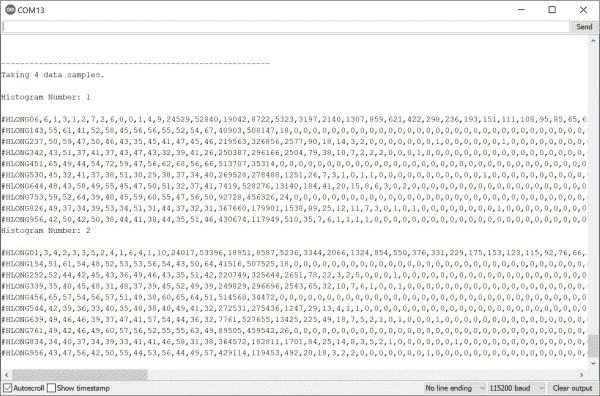 COM13
Send
------------------------------------------------------
Taking 4 data samples.
Histogram Number: 1
#HLONG06,6,1,3,1,2,7,2,6,0,0,1,4,9,24529,52840,19042,8722,5323,3197,2140,1307,859,621,422,298,236,193,151,111,108,95,85,65,6
#HLONG143,55,61,41,52,58,45,56,56,55,52,54,67,40903,508147,18,0,0,0,0,0,0,0,0,0,0,0,0,0,0,0,0,0,0,0,0,0,0,0,0,0,0,0,0,0,
#HLONG237,50,59,47,50,46,43,35,45,41,47,45,46,219563,326856,2577,90,18,14,3,2,0,0,0,0,0,0,1,0,0,0,0,0,0,0,0,0,0,0,0,0,0,
#HLONG342,43,51,37,41,37,43,47,43,32,39,41,26,250387,296166,2504,79,38,10,7,2,2,2,0,0,0,1,0,0,0,0,0,0,0,0,0,0,0,0,0,0,0,
#HLONG451,65,49,44,54,72,59,47,56,62,68,56,66,513707,35314,0,0,0,0,0,0,0,0,0,0,0,0,0,0,0,0,0,0,0,0,0,0,0,0,0,0,0,0,0,0,0,
#HLONG530,45,32,41,37,38,51,30,29,38,37,34,40,269528,278488,1251,26,7,3,1,0,1,1,0,0,0,0,0,0,0,0,0,0,0,1,0,0,0,0,0,0,0,0,
#HLONG644,48,43,58,49,55,45,47,50,51,32,37,41,7419,528276,13140,184,41,20,15,8,6,3,0,2,0,0,0,0,0,0,0,0,0,0,0,0,0,0,0,0,0,
#HLONG753,59,52,64,39,48,45,59,60,55,47,56,50,92728,456326,24,0,0,0,0,0,0,0,0,0,0,0,0,0,0,0,0,0,0,0,0,0,0,0,0,0,0,0,0,0,
#HLONG826,51,61,34,48,52,34,31,26,37,44,32,31,367660,179901,1538,89,25,12,11,7,3,0,1,0,1,0,0,0,0,0,0,0,0,1,0,0,0,0,0,0,
#HLONG956,42,50,42,50,38,44,41,38,44,35,52,46,430674,117949,510,35,7,6,1,1,1,1,0,0,0,0,0,0,0,0,0,0,0,0,0,0,0,0,0,0,0,0,0,
Histogram Number: 2
#HLONG01,3,4,2,3,3,5,2,4,1,6,4,1,10,24017,53396,18951,8587,5236,3344,2066,1324,854,550,376,331,229,175,153,123,115,92,76,66,
#HLONG154,51,61,54,69,53,53,51,56,54,43,50,64,41516,507525,18,0,0,0,0,0,0,0,0,0,0,0,0,0,0,0,0,0,0,0,0,0,0,0,0,0,0,0,0,0,
#HLONG252,52,44,42,45,43,36,49,46,43,35,51,42,220749,325644,2651,78,22,3,2,5,0,0,0,1,0,0,0,0,0,0,0,0,0,0,0,0,0,0,0,0,0,0,
#HLONG339,35,40,45,48,31,48,37,39,45,52,49,39,249829,296696,2543,65,32,10,7,6,1,0,0,1,0,0,0,0,0,0,0,0,0,0,0,0,0,0,0,0,0,
#HLONG456,65,57,54,56,57,51,49,38,60,65,64,51,514568,34472,0,0,0,0,0,0,0,0,0,0,0,0,0,0,0,0,0,0,0,0,0,0,0,0,0,0,0,0,0,0,0,
#HLONG544,42,39,36,33,40,35,48,38,40,49,41,32,272531,275436,1247,29,13,4,1,1,0,0,0,0,0,0,0,0,0,0,0,0,0,0,0,0,0,0,0,0,0,0,
#HLONG639,49,46,46,39,37,47,41,57,54,44,36,32,7761,527655,13425,225,49,18,7,5,2,1,0,1,0,0,0,1,0,0,0,0,0,0,0,0,0,0,0,0,0,
#HLONG761,49,42,46,49,60,57,56,52,55,55,63,49,89505,459542,26,0,0,0,0,0,0,0,0,0,0,0,0,0,0,0,0,0,0,0,0,0,0,0,0,0,0,0,0,0,
#HLONG834,34,40,37,34,39,33,41,41,46,58,31,38,364572,182811,1701,84,25,14,8,3,5,2,1,0,0,0,0,1,0,0,0,0,0,0,0,0,0,0,0,0,0,
#HLONG956,43,47,56,42,50,55,44,53,56,44,49,57,429114,119453,492,20,18,3,2,2,0,0,0,0,0,0,0,1,0,0,0,0,0,0,0,0,0,0,0,0,0,0,
Autoscroll
Show timestamp
No line ending
115200 baud
Clear output